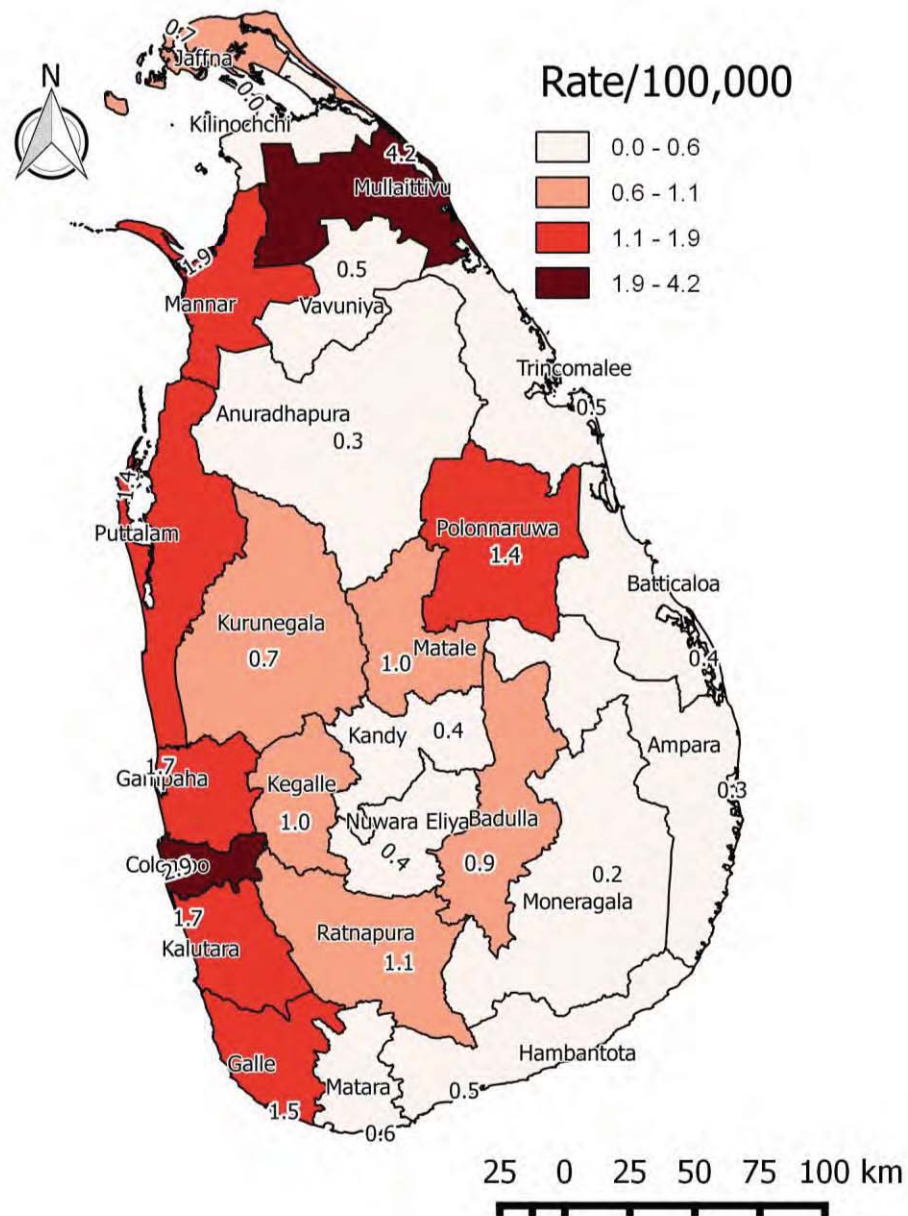 0.7
Jaffna
N
Rate/100,000
0.0
Kilinochchi
0.0 - 0.6
4.2
0.6 - 1.1
Mullaittivu
1.1 - 1.9
1.9
0.5
1.9 - 4.2
Mannar
Vavuniya
Trincomalee
0.5
Anuradhapura
0.3
1.4
Puttalam
Polonnaruwa
1.4
Batticaloa
Kurunegala
0.7
Matale
1.0
0.4
Kandy
0.4
Ampara
1.7
Gampaha
Kegalle
0.3
1.0
Nuwara Eliya
Badulla
0.4
0.9
Colombo
2.9
0.2
Moneragala
1.7
Kalutara
Ratnapura
1.1
Galle
1.5
Matara
0.6
Hambantota
0.5
25 0 25 50 75 100 km